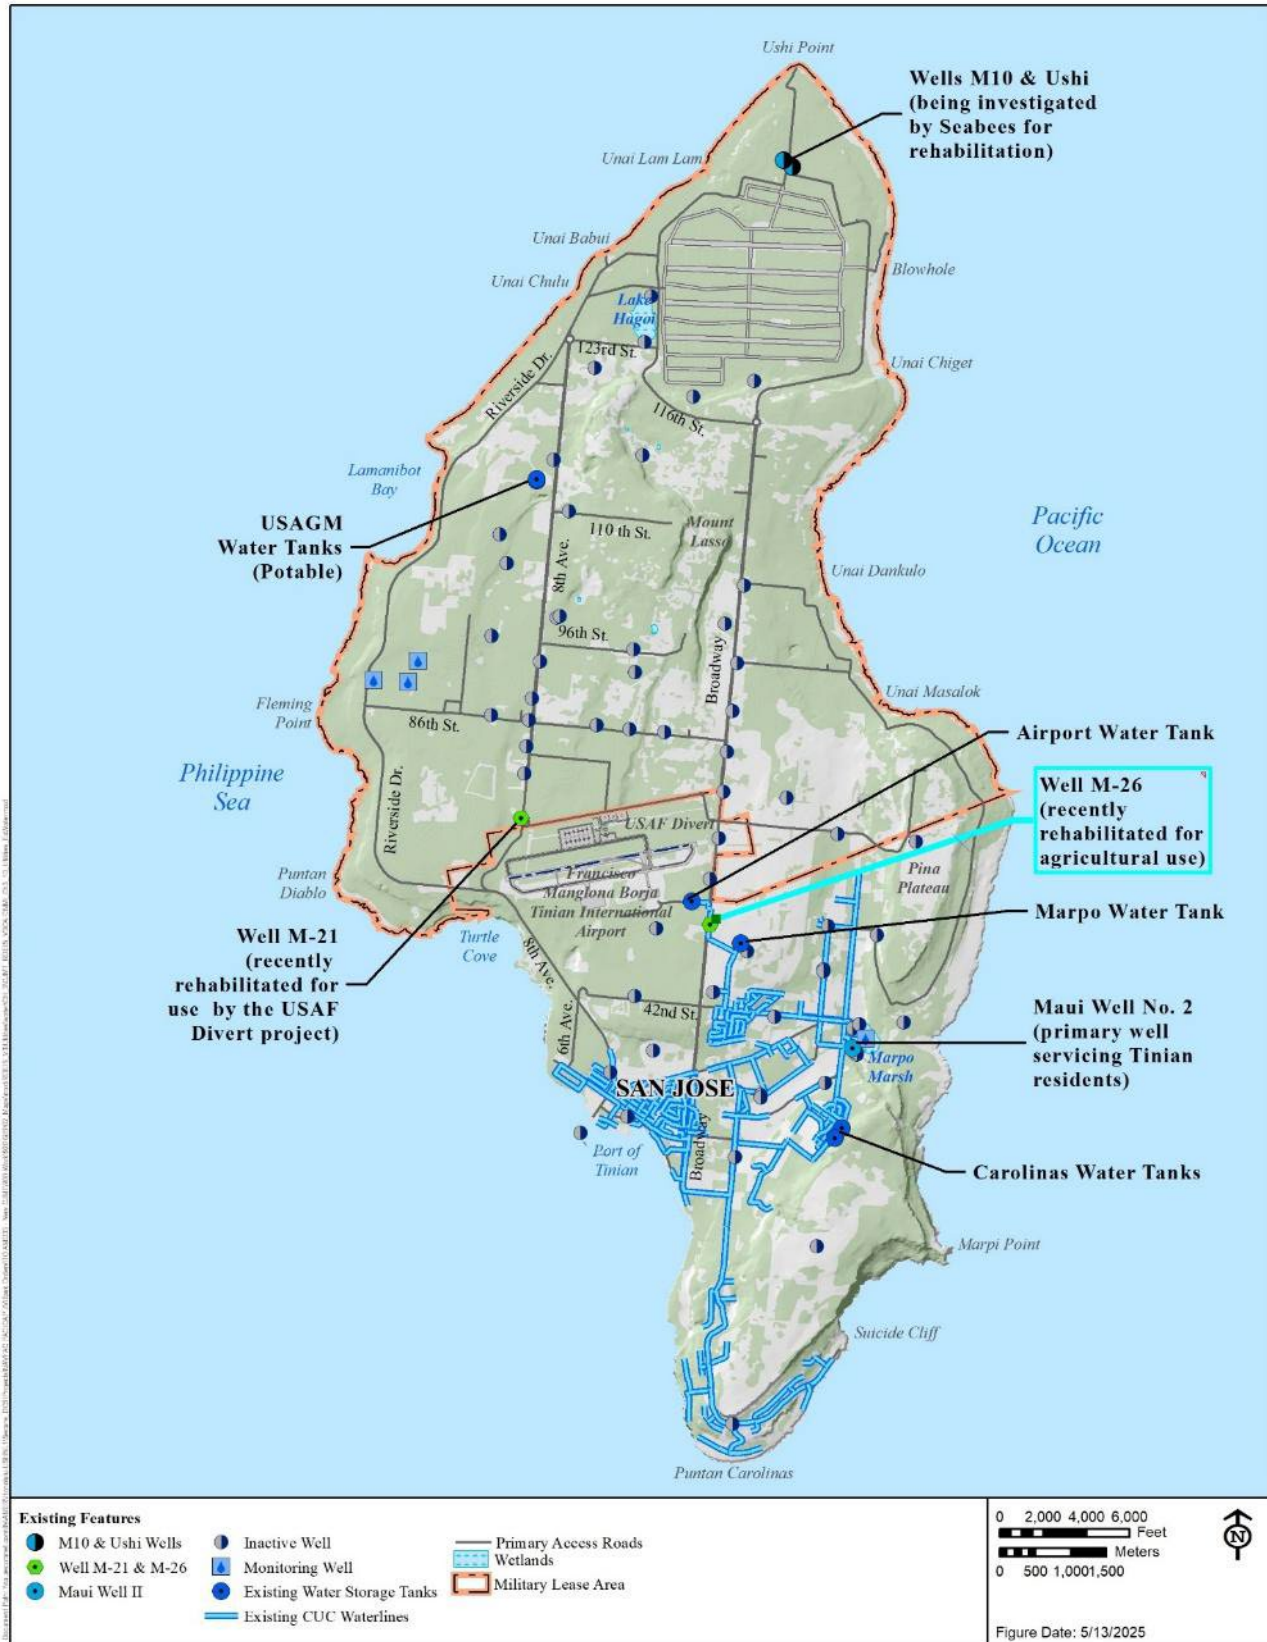 Ushi Point
Wells M10 & Ushi
(being investigated
by Seabees for
rehabilitation)
Unai Lam Lam
Unai Babui
Unai Chulu
Blowhole
Lake
Hagoi
123rd St.
Riverside Dr.
Unai Chiget
116th St.
Lamanibot
Bay
USAGM
Water Tanks
(Potable)
110 th St.
Mount
Lasso
Pacific
Ocean
8th Ave.
Unai Dankulo
96th St.
Broadway
Unai Masalok
Fleming
Point
86th St.
Airport Water Tank
Philippine
Sea
Riverside Dr.
Well M-26
(recently
rehabilitated for
agricultural use)
USAF Divert
Puntan
Diablo
Francisco
Manglona Borja
Tinian International
Airport
Pina
Plateau
Marpo Water Tank
Well M-21
(recently
rehabilitated for
use by the USAF
Divert project)
Turtle
Cove
8th Ave.
6th Ave.
42nd St.
Maui Well No. 2
(primary well
servicing Tinian
residents)
Marpo
Marsh
SAN JOSE
Broadway
Port of
Tinian
Carolinas Water Tanks
Marpi Point
Suicide Cliff
Puntan Carolinas
Existing Features
M10 & Ushi Wells
Well M-21 & M-26
Maui Well II
Inactive Well
Monitoring Well
Existing Water Storage Tanks
Existing CUC Waterlines
Primary Access Roads
Wetlands
Military Lease Area
0 2,000 4,000 6,000
Feet
Meters
0 500 1,000 1,500
N
Figure Date: 5/13/2025